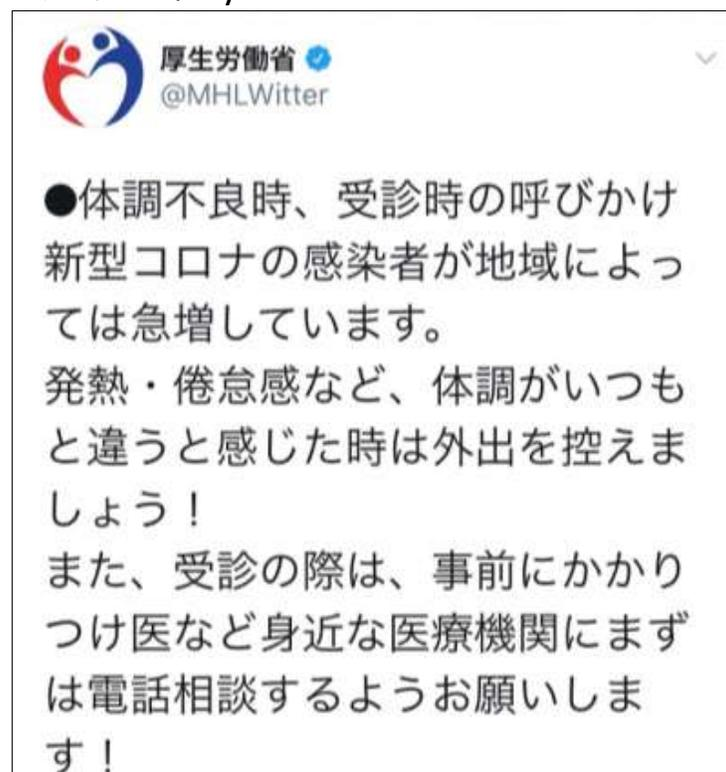 厚生労働省
@MHLWitter
●体調不良時、受診時の呼びかけ
新型コロナの感染者が地域によっ
ては急増しています。
発熱・倦怠感など、体調がいつも
と違うと感じた時は外出を控えま
しょう！
また、受診の際は、事前にかかり
つけ医など身近な医療機関にまず
は電話相談するようお願いしま
す！